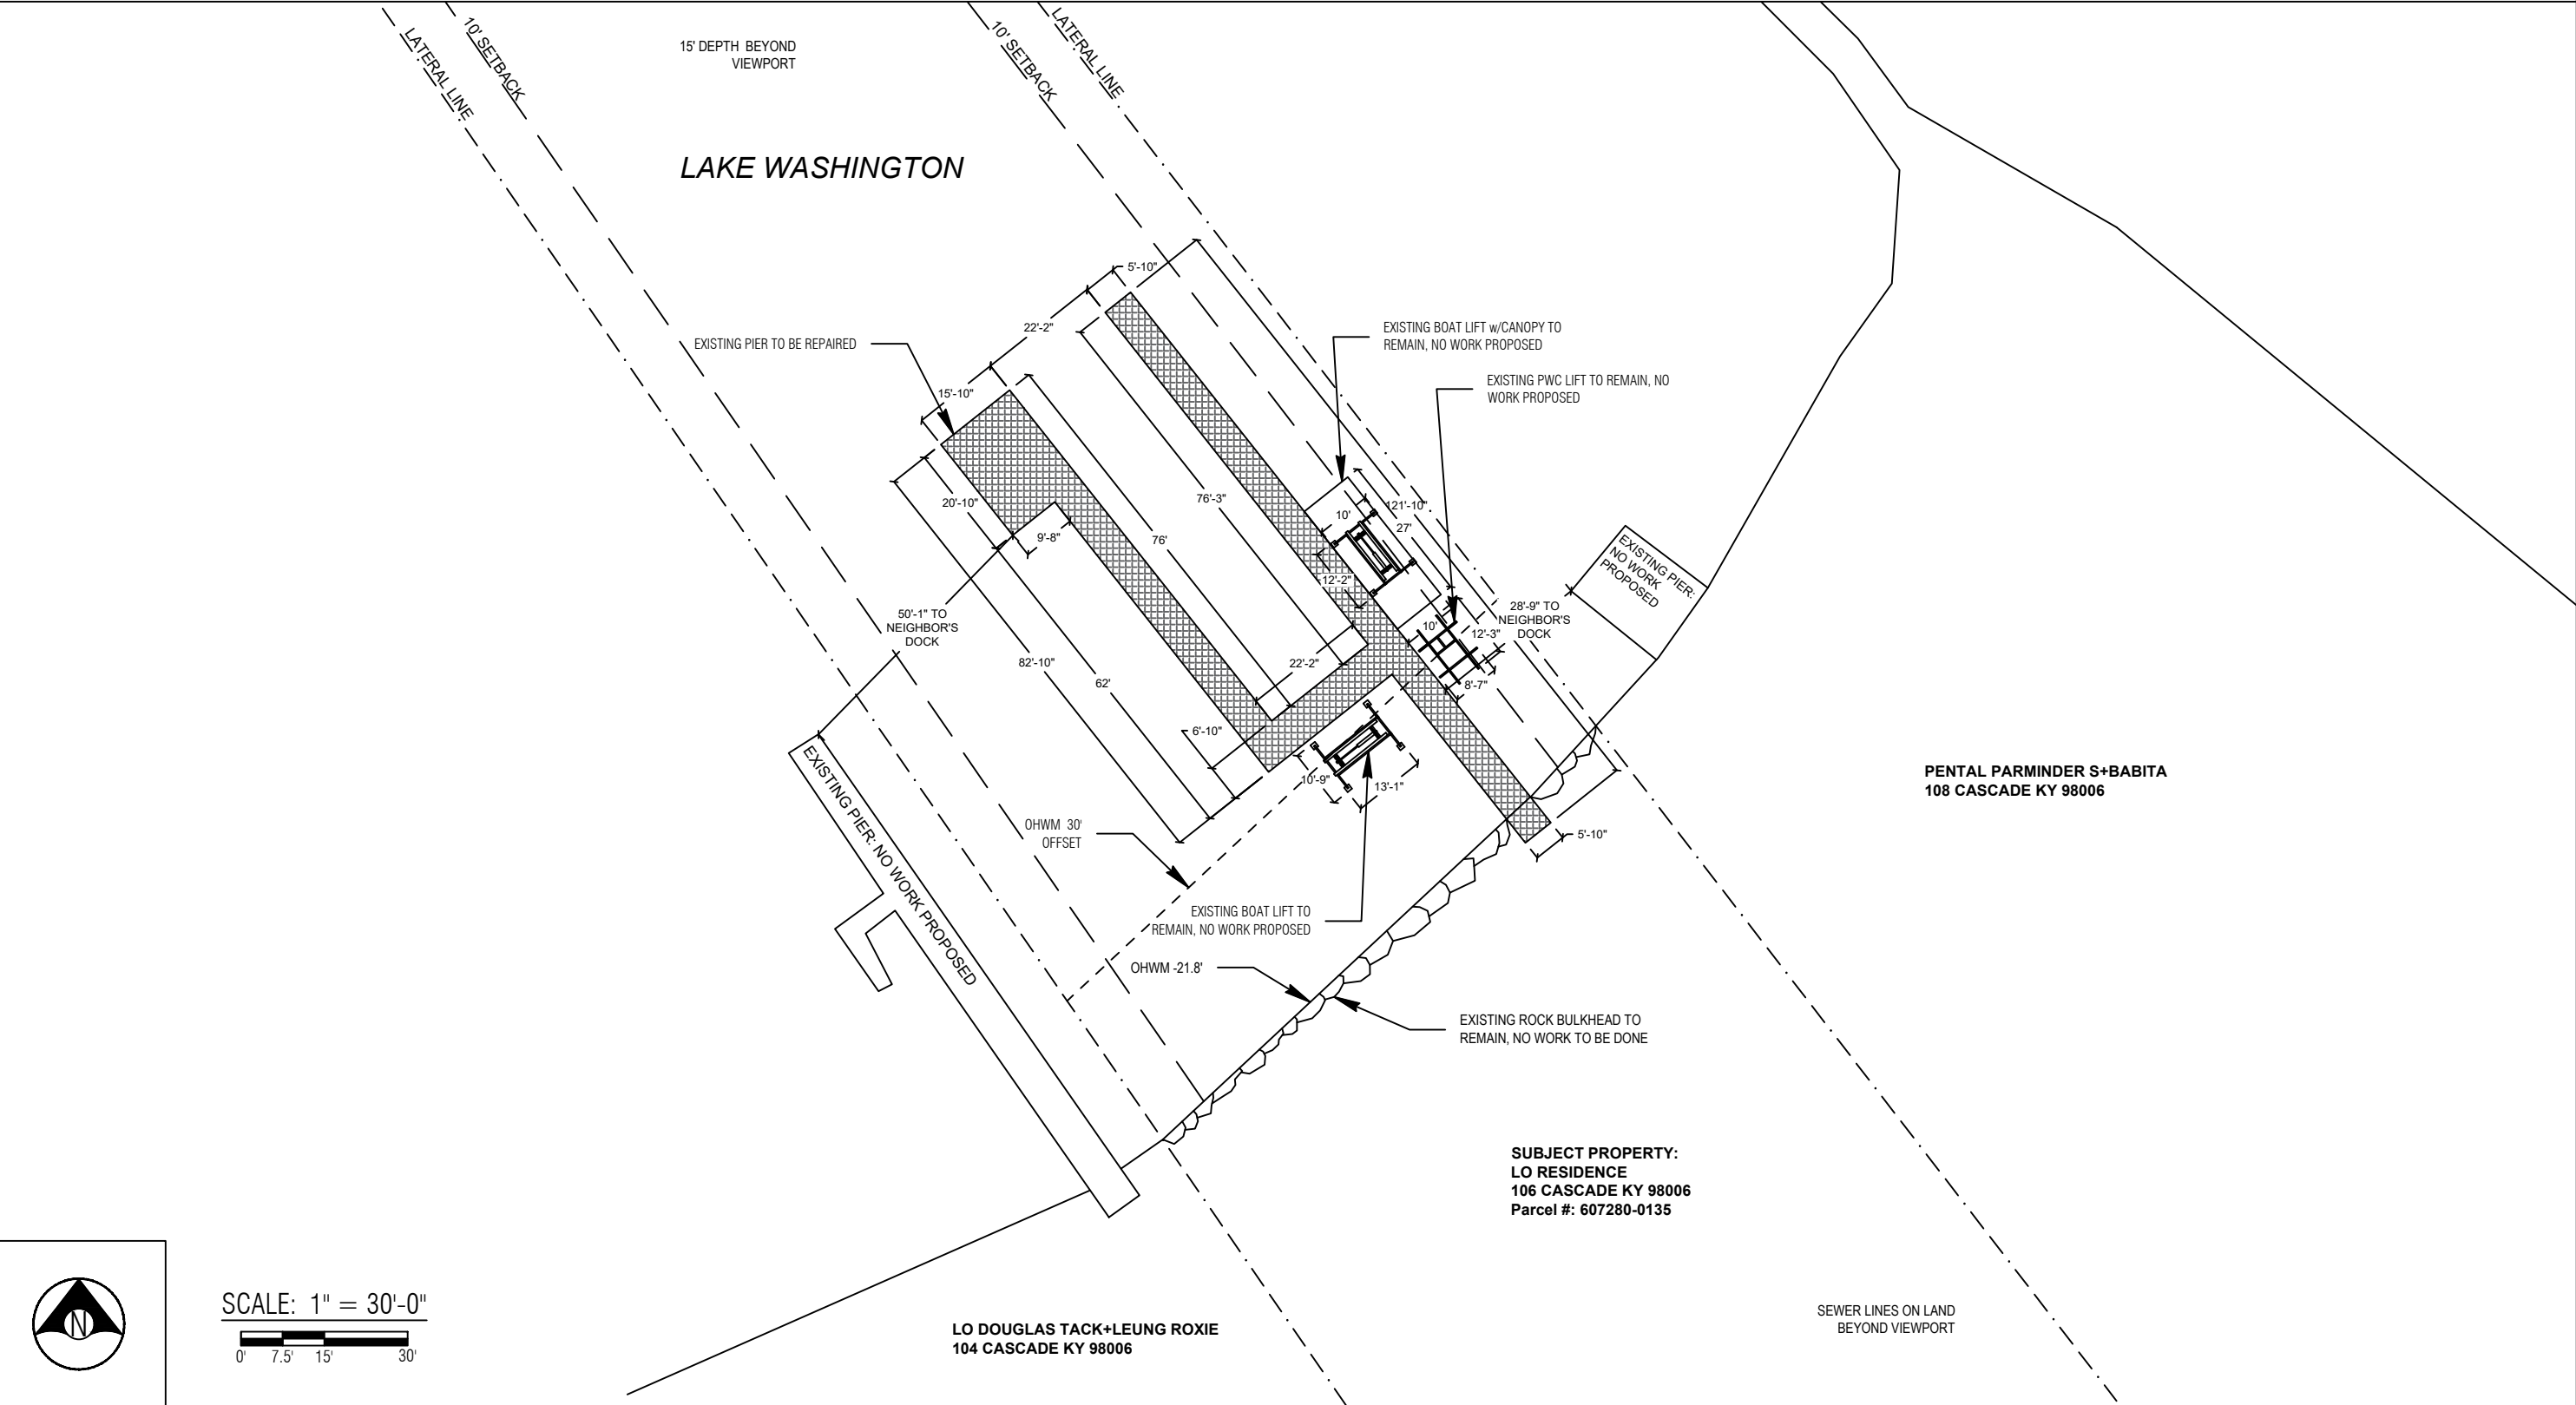 LATERAL LINE
10' SETBACK
15' DEPTH BEYOND
VIEWPORT
10' SETBACK
LATERAL LINE
LAKE WASHINGTON
5'-10"
22'-2"
15'-10"
EXISTING PIER TO BE REPAIRED
EXISTING BOAT LIFT w/CANOPY TO
REMAIN, NO WORK PROPOSED
EXISTING PWC LIFT TO REMAIN, NO
WORK PROPOSED
20'-10"
9'-8"
76'
76'-3"
10'
121'-10"
27'
12'-2"
EXISTING PIER:
NO WORK
PROPOSED
50'-1" TO
NEIGHBOR'S
DOCK
28'-9" TO
NEIGHBOR'S
DOCK
10'
12'-3"
82'-10"
62'
22'-2"
8'-7"
6'-10"
10'-9"
13'-1"
EXISTING PIER: NO WORK PROPOSED
PENTAL PARMINDER S+BABITA
108 CASCADE KY 98006
OHWM 30'
OFFSET
5'-10"
EXISTING BOAT LIFT TO
REMAIN, NO WORK PROPOSED
OHWM -21.8'
EXISTING ROCK BULKHEAD TO
REMAIN, NO WORK TO BE DONE
SUBJECT PROPERTY:
LO RESIDENCE
106 CASCADE KY 98006
Parcel #: 607280-0135
N
SCALE: 1" = 30'-0"
0' 7.5' 15' 30'
LO DOUGLAS TACK+LEUNG ROXIE
104 CASCADE KY 98006
SEWER LINES ON LAND
BEYOND VIEWPORT